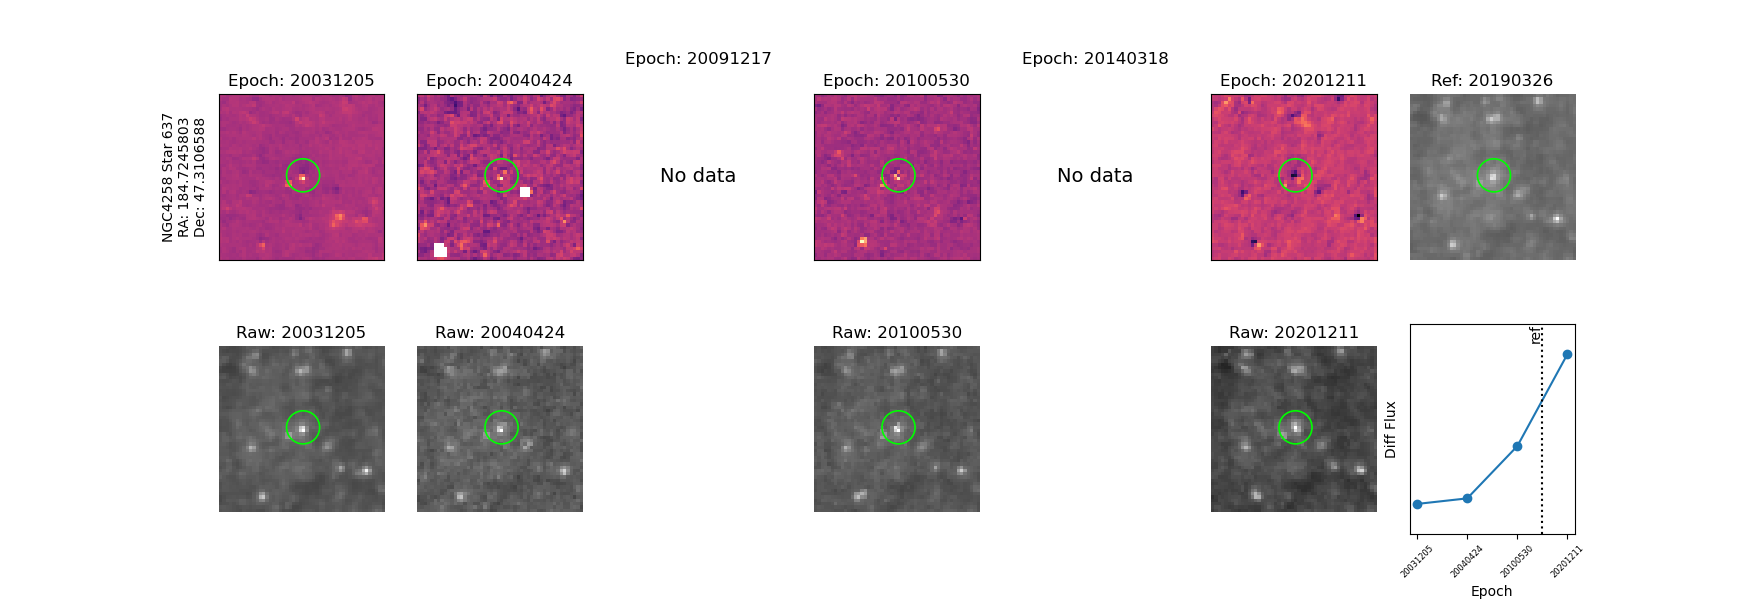 Epoch: 20091217
Epoch: 20140318
Epoch: 20031205
Epoch: 20040424
Epoch: 20100530
Epoch: 20201211
Ref: 20190326
NGC4258 Star 637
RA: 184.7245803
Dec: 47.3106588
No data
No data
Raw: 20031205
Raw: 20040424
Raw: 20100530
Raw: 20201211
ref
Diff Flux
20031205
20040424
20100530
20201211
Epoch